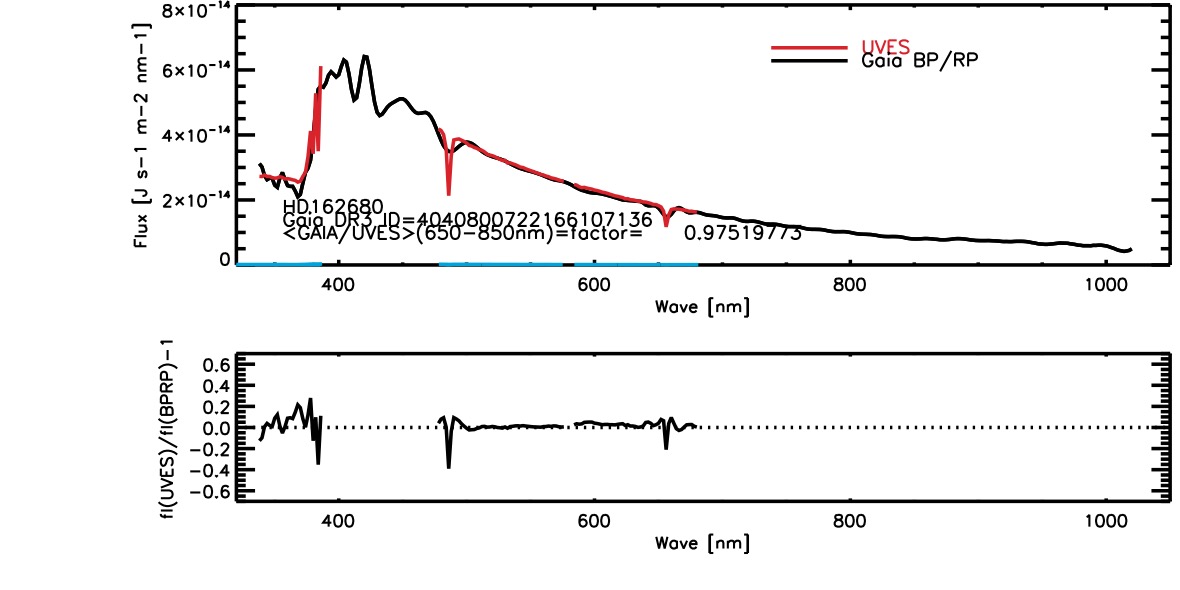 8×10⁻¹⁴
6×10⁻¹⁴
4×10⁻¹⁴
2×10⁻¹⁴
0
Flux [J s−1 m−2 nm−1]
UVES
Gaia BP/RP
HD162680
Gaia DR3 ID=4040800722166107136
<GAIA/UVES>(650−850nm)=factor= 0.97519773
400 600 800 1000
Wave [nm]
fl(UVES)/fl(BPRP)−1
0.6
0.4
0.2
0.0
−0.2
−0.4
−0.6
400 600 800 1000
Wave [nm]